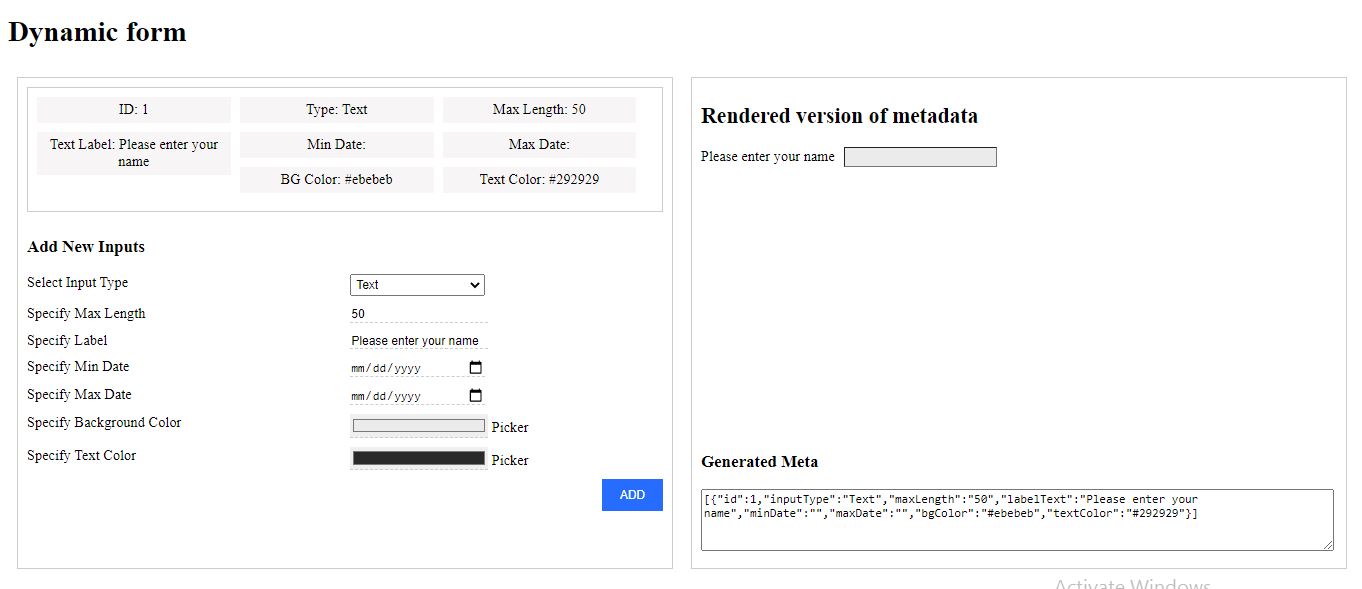 Dynamic form
ID: 1
Type: Text
Max Length: 50
Text Label: Please enter your
name
Min Date:
Max Date:
BG Color: #ebebeb
Text Color: #292929
Add New Inputs
Select Input Type
Text
Specify Max Length
50
Specify Label
Please enter your name
Specify Min Date
mm/dd/yyyy
Specify Max Date
mm/dd/yyyy
Specify Background Color
Picker
Specify Text Color
Picker
ADD
Rendered version of metadata
Please enter your name
Generated Meta
[{"id":1,"inputType":"Text","maxLength":"50","labelText":"Please enter your
name","minDate":"","maxDate":"","bgColor":"#ebebeb","textColor":"#292929"}]
Activate Windows